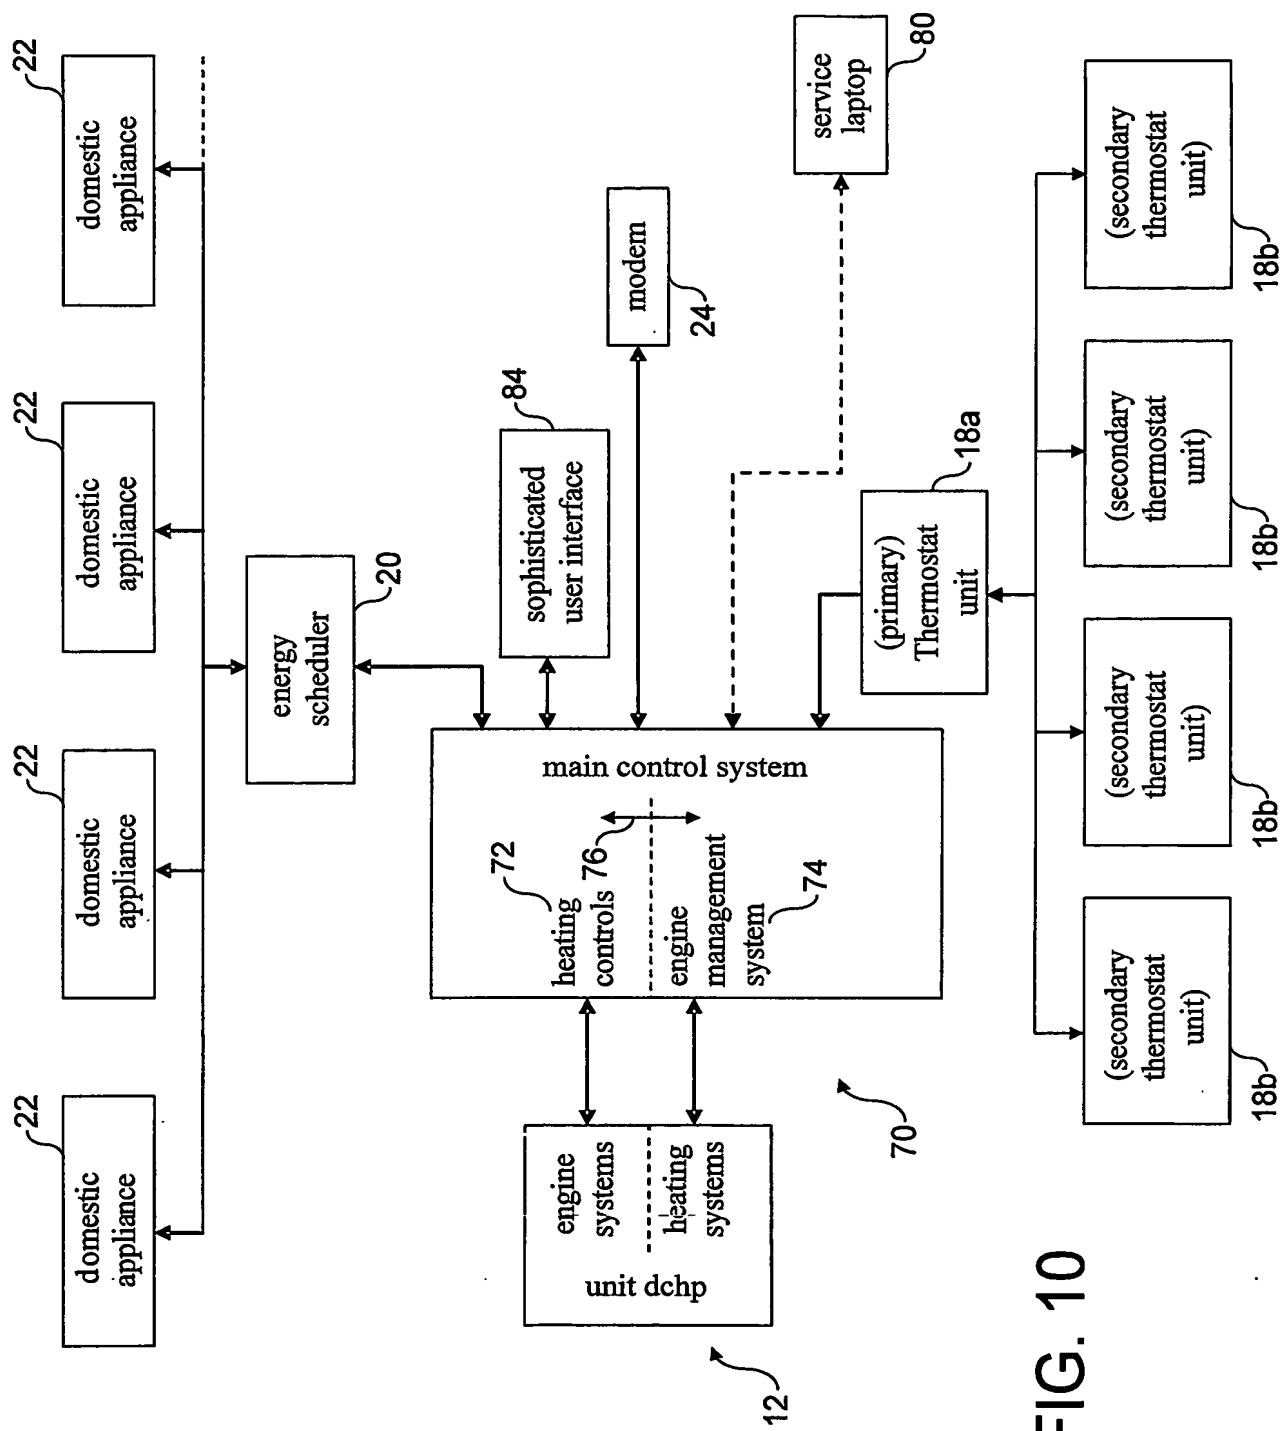 22
22
22
22
domestic
appliance
domestic
appliance
domestic
appliance
domestic
appliance
energy
scheduler
20
sophisticated
user interface
84
modem
24
service
laptop
80
12
unit dchp
engine
systems
heating
systems
main control system
heating
controls
72
76
engine
management
system
74
70
(primary)
Thermostat
unit
18a
(secondary
thermostat
unit)
18b
(secondary
thermostat
unit)
18b
(secondary
thermostat
unit)
18b
(secondary
thermostat
unit)
18b
FIG. 10